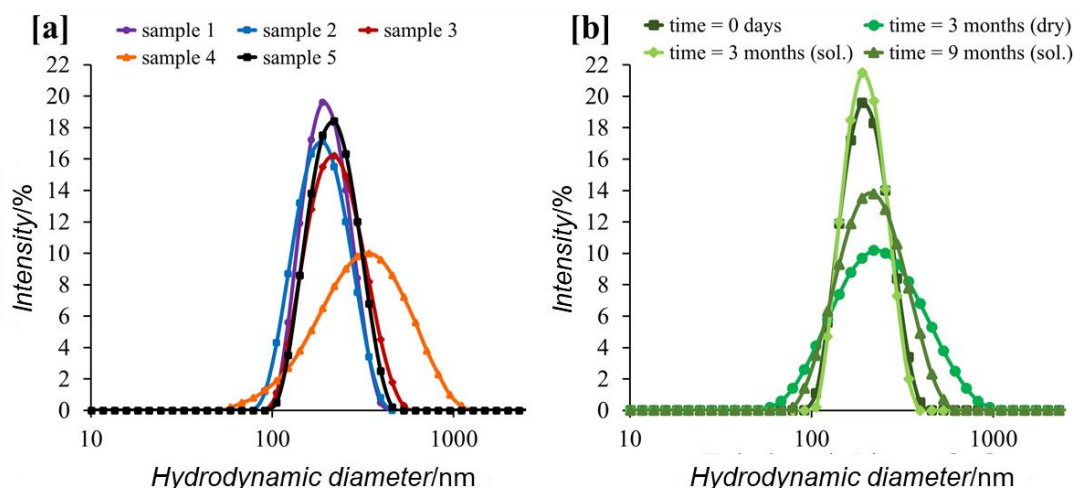 [a]
sample 1 sample 2 sample 3
sample 4 sample 5
22
20
18
16
14
12
10
8
6
4
2
0
Intensity/%
10 100 1000
Hydrodynamic diameter/nm
[b]
time = 0 days time = 3 months (dry)
time = 3 months (sol.) time = 9 months (sol.)
22
20
18
16
14
12
10
8
6
4
2
0
Intensity/%
10 100 1000
Hydrodynamic diameter/nm